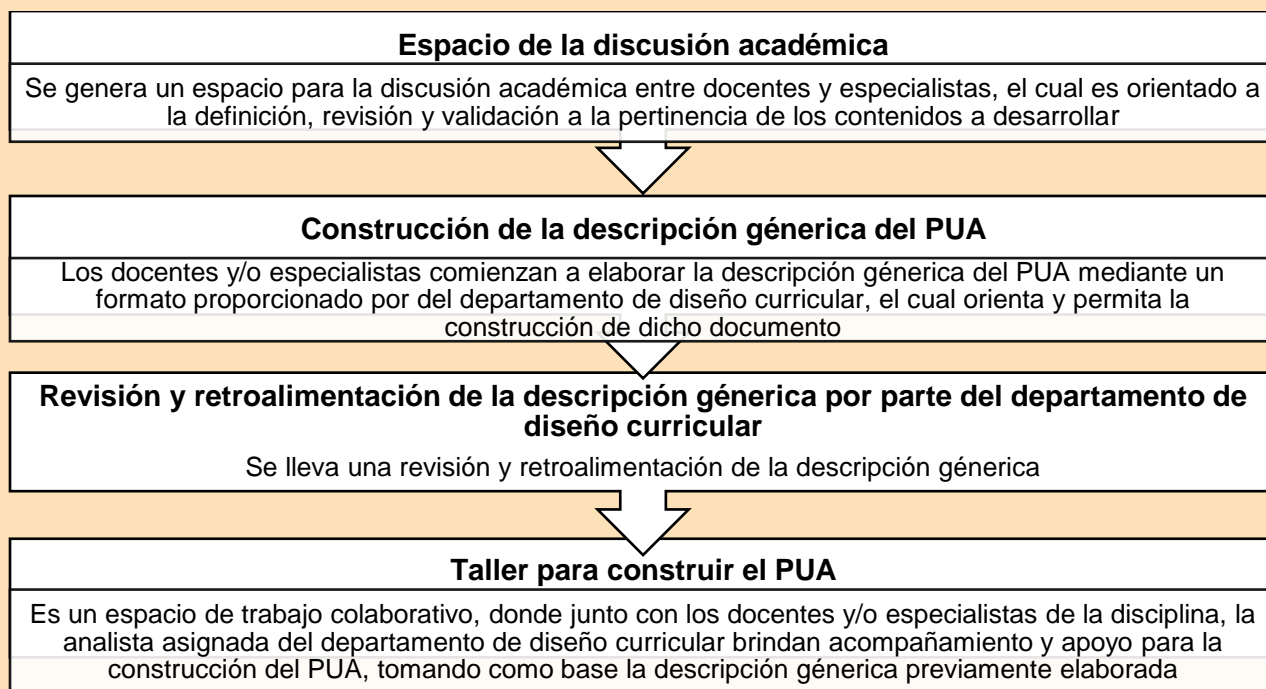 Espacio de la discusión académica
Se genera un espacio para la discusión académica entre docentes y especialistas, el cual es orientado a
la definición, revisión y validación a la pertinencia de los contenidos a desarrollar
Construcción de la descripción génerica del PUA
Los docentes y/o especialistas comienzan a elaborar la descripción génerica del PUA mediante un
formato proporcionado por del departamento de diseño curricular, el cual orienta y permita la
construcción de dicho documento
Revisión y retroalimentación de la descripción génerica por parte del departamento de
diseño curricular
Se lleva una revisión y retroalimentación de la descripción génerica
Taller para construir el PUA
Es un espacio de trabajo colaborativo, donde junto con los docentes y/o especialistas de la disciplina, la
analista asignada del departamento de diseño curricular brindan acompañamiento y apoyo para la
construcción del PUA, tomando como base la descripción génerica previamente elaborada